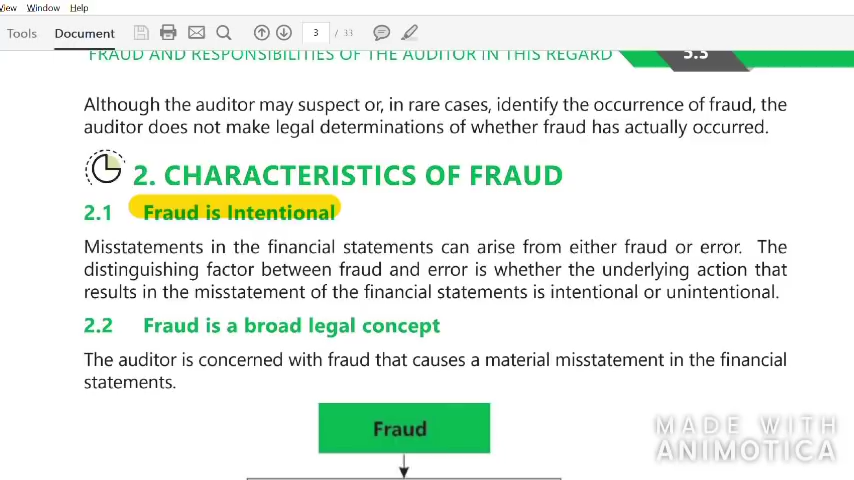 View Window Help
Tools Document 3 / 33
FRAUD AND RESPONSIBILITIES OF THE AUDITOR IN THIS REGARD 5.3
Although the auditor may suspect or, in rare cases, identify the occurrence of fraud, the
auditor does not make legal determinations of whether fraud has actually occurred.
2. CHARACTERISTICS OF FRAUD
2.1 Fraud is Intentional
Misstatements in the financial statements can arise from either fraud or error. The
distinguishing factor between fraud and error is whether the underlying action that
results in the misstatement of the financial statements is intentional or unintentional.
2.2 Fraud is a broad legal concept
The auditor is concerned with fraud that causes a material misstatement in the financial
statements.
Fraud
MADE WITH
ANIMOTICA